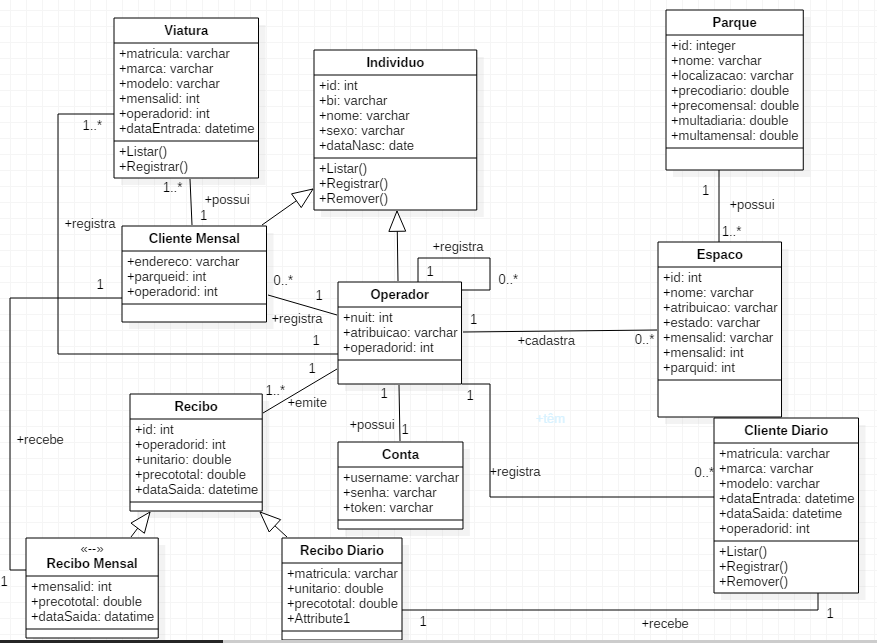 Viatura
+matricula: varchar
+marca: varchar
+modelo: varchar
+mensalid: int
+operadorid: int
+dataEntrada: datetime
+Listar()
+Registrar()
Individuo
+id: int
+bi: varchar
+nome: varchar
+sexo: varchar
+dataNasc: date
+Listar()
+Registrar()
+Remover()
Parque
+id: integer
+nome: varchar
+localizacao: varchar
+precodiario: double
+precomensal: double
+multadiaria: double
+multamensal: double
1..*
1..*
+possui
1
+registra
1
+possui
1..*
Cliente Mensal
+endereco: varchar
+parqueid: int
+operadorid: int
1
0..*
1
+registra
1
+registra
1
0..*
Operador
+nuit: int
+atribuicao: varchar
+operadorid: int
1
+cadastra
0..*
Espaco
+id: int
+nome: varchar
+atribuicao: varchar
+estado: varchar
+mensalid: varchar
+mensalid: int
+parquid: int
1
1..*
+emite
1
+possui
1
1
+têm
+registra
0..*
Recibo
+id: int
+operadorid: int
+unitario: double
+precototal: double
+dataSaida: datetime
+recebe
Conta
+username: varchar
+senha: varchar
+token: varchar
Cliente Diario
+matricula: varchar
+marca: varchar
+modelo: varchar
+dataEntrada: datetime
+dataSaida: datetime
+operadorid: int
+Listar()
+Registrar()
+Remover()
«--»
Recibo Mensal
+mensalid: int
+precototal: double
+dataSaida: datatime
1
Recibo Diario
+matricula: varchar
+unitario: double
+precototal: double
+Attribute1
1
+recebe
1